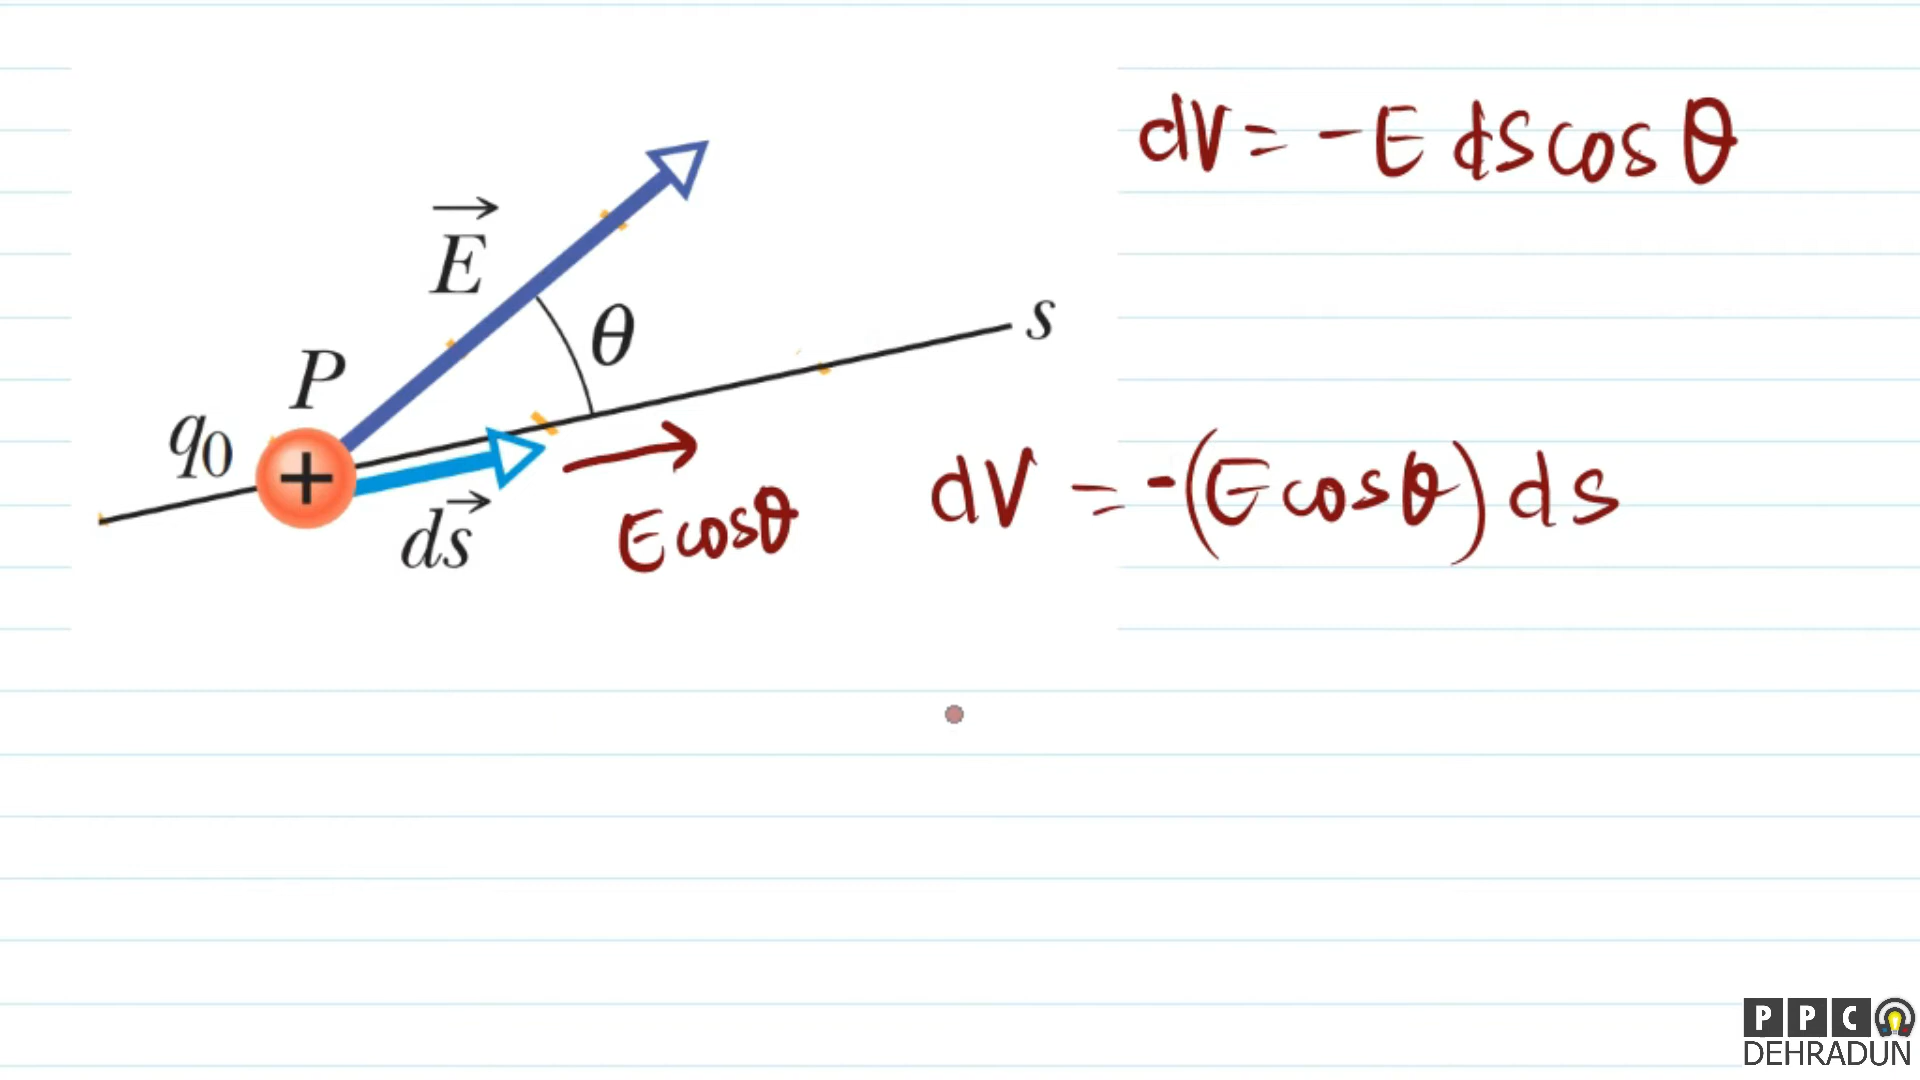 dV = - E ds cos θ
E
θ
s
P
q0
ds
E cosθ
dV = -(E cosθ) ds
PPC
DEHRADUN